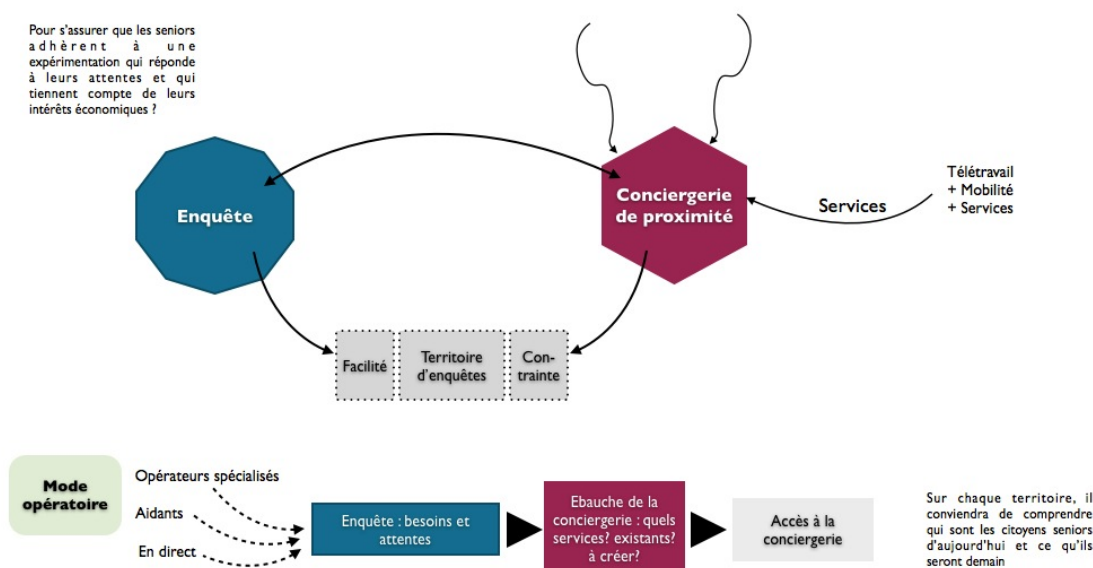 Pour s'assurer que les seniors
adhèrent à une
expérimentation qui réponde
à leurs attentes et qui
tiennent compte de leurs
intérêts économiques ?
Enquête
Conciergerie
de proximité
Services
Télétravail
+ Mobilité
+ Services
Facilité
Territoire
d'enquêtes
Con-
trainte
Mode
opératoire
Opérateurs spécialisés
Aidants
En direct
Enquête : besoins et
attentes
Ebauche de la
conciergerie : quels
services? existants?
à créer?
Accès à la
conciergerie
Sur chaque territoire, il
conviendra de comprendre
qui sont les citoyens seniors
d'aujourd'hui et ce qu'ils
seront demain